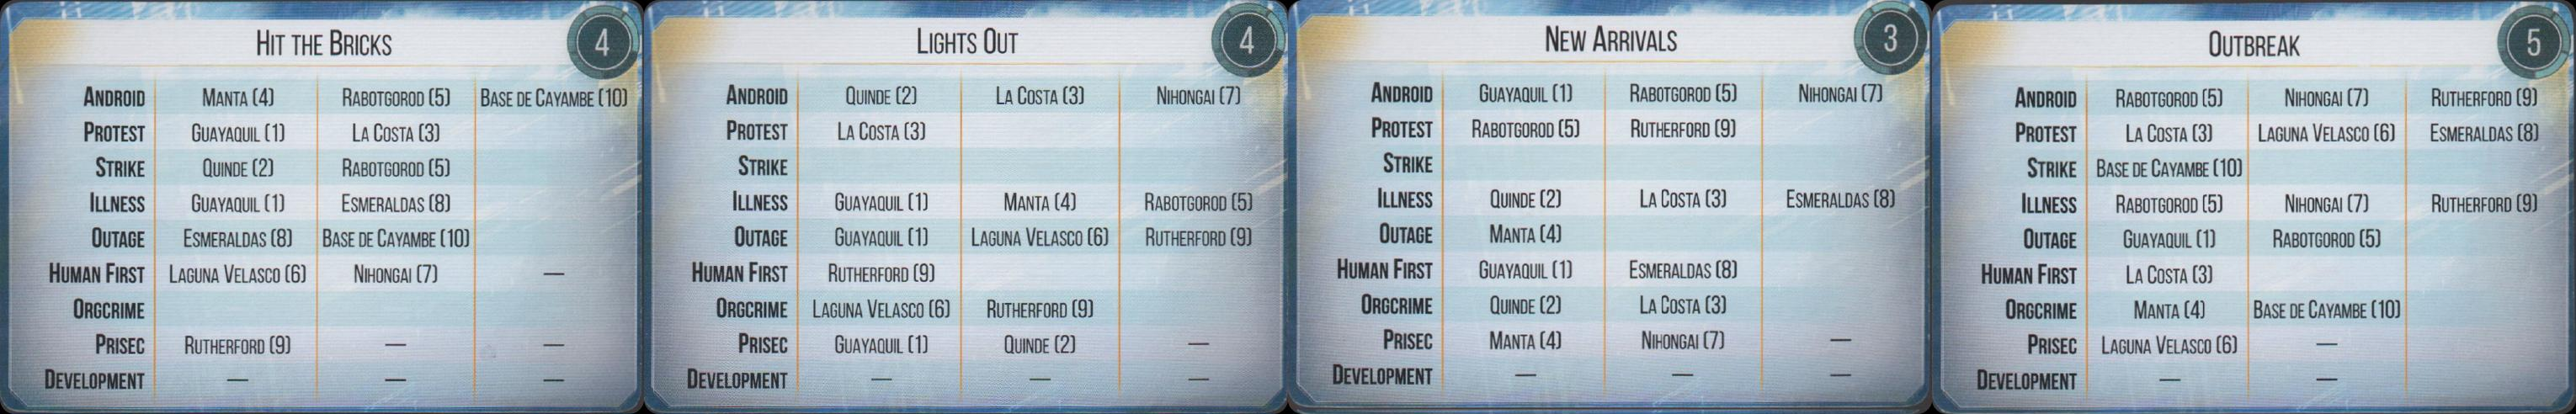 HIT THE BRICKS 4
ANDROID MANTA (4) RABOTGOROD (5) BASE DE CAYAMBE (10)
PROTEST GUAYAQUIL (1) LA COSTA (3)
STRIKE QUINDE (2) RABOTGOROD (5)
ILLNESS GUAYAQUIL (1) ESMERALDAS (8)
OUTAGE ESMERALDAS (8) BASE DE CAYAMBE (10)
HUMAN FIRST LAGUNA VELASCO (6) NIHONGAI (7) —
ORGCRIME
PRISEC RUTHERFORD (9) — —
DEVELOPMENT — — —
LIGHTS OUT 4
ANDROID QUINDE (2) LA COSTA (3) NIHONGAI (7)
PROTEST LA COSTA (3)
STRIKE
ILLNESS GUAYAQUIL (1) MANTA (4) RABOTGOROD (5)
OUTAGE GUAYAQUIL (1) LAGUNA VELASCO (6) RUTHERFORD (9)
HUMAN FIRST RUTHERFORD (9)
ORGCRIME LAGUNA VELASCO (6) RUTHERFORD (9)
PRISEC GUAYAQUIL (1) QUINDE (2) —
DEVELOPMENT — — —
NEW ARRIVALS 3
ANDROID GUAYAQUIL (1) RABOTGOROD (5) NIHONGAI (7)
PROTEST RABOTGOROD (5) RUTHERFORD (9)
STRIKE
ILLNESS QUINDE (2) LA COSTA (3) ESMERALDAS (8)
OUTAGE MANTA (4)
HUMAN FIRST GUAYAQUIL (1) ESMERALDAS (8)
ORGCRIME QUINDE (2) LA COSTA (3)
PRISEC MANTA (4) NIHONGAI (7) —
DEVELOPMENT — — —
OUTBREAK 5
ANDROID RABOTGOROD (5) NIHONGAI (7) RUTHERFORD (9)
PROTEST LA COSTA (3) LAGUNA VELASCO (6) ESMERALDAS (8)
STRIKE BASE DE CAYAMBE (10)
ILLNESS RABOTGOROD (5) NIHONGAI (7) RUTHERFORD (9)
OUTAGE GUAYAQUIL (1) RABOTGOROD (5)
HUMAN FIRST LA COSTA (3)
ORGCRIME MANTA (4) BASE DE CAYAMBE (10)
PRISEC LAGUNA VELASCO (6) —
DEVELOPMENT — —